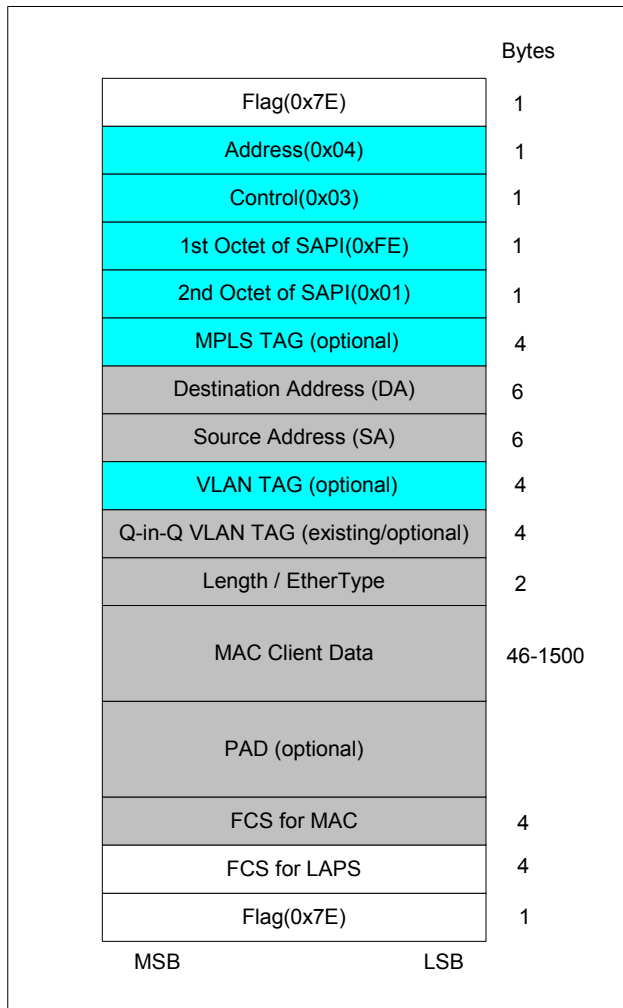 Bytes
Flag(0x7E) 1
Address(0x04) 1
Control(0x03) 1
1st Octet of SAPI(0xFE) 1
2nd Octet of SAPI(0x01) 1
MPLS TAG (optional) 4
Destination Address (DA) 6
Source Address (SA) 6
VLAN TAG (optional) 4
Q-in-Q VLAN TAG (existing/optional) 4
Length / EtherType 2
MAC Client Data 46-1500
PAD (optional)
FCS for MAC 4
FCS for LAPS 4
Flag(0x7E) 1
MSB LSB